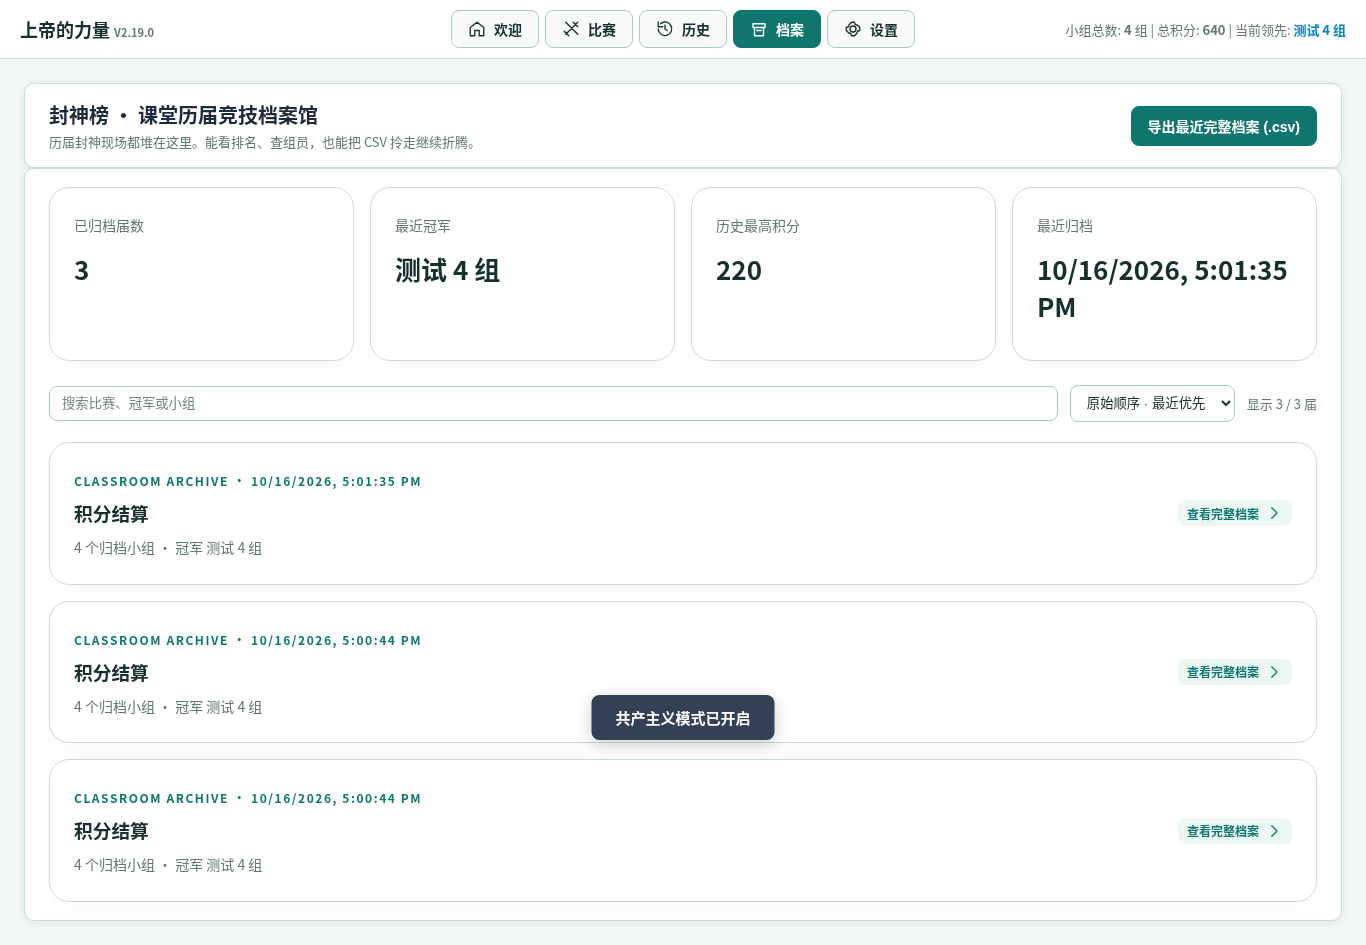 上帝的力量 V2.19.0
欢迎
比赛
历史
档案
设置
小组总数: 4 组 | 总积分: 640 | 当前领先: 测试 4 组
封神榜 · 课堂历届竞技档案馆
历届封神现场都堆在这里。能看排名、查组员，也能把 CSV 拎走继续折腾。
导出最近完整档案 (.csv)
已归档届数
3
最近冠军
测试 4 组
历史最高积分
220
最近归档
10/16/2026, 5:01:35
PM
搜索比赛、冠军或小组
原始顺序 · 最近优先
显示 3 / 3 届
CLASSROOM ARCHIVE · 10/16/2026, 5:01:35 PM
积分结算
4 个归档小组 · 冠军 测试 4 组
查看完整档案
CLASSROOM ARCHIVE · 10/16/2026, 5:00:44 PM
积分结算
4 个归档小组 · 冠军 测试 4 组
查看完整档案
共产主义模式已开启
CLASSROOM ARCHIVE · 10/16/2026, 5:00:44 PM
积分结算
4 个归档小组 · 冠军 测试 4 组
查看完整档案